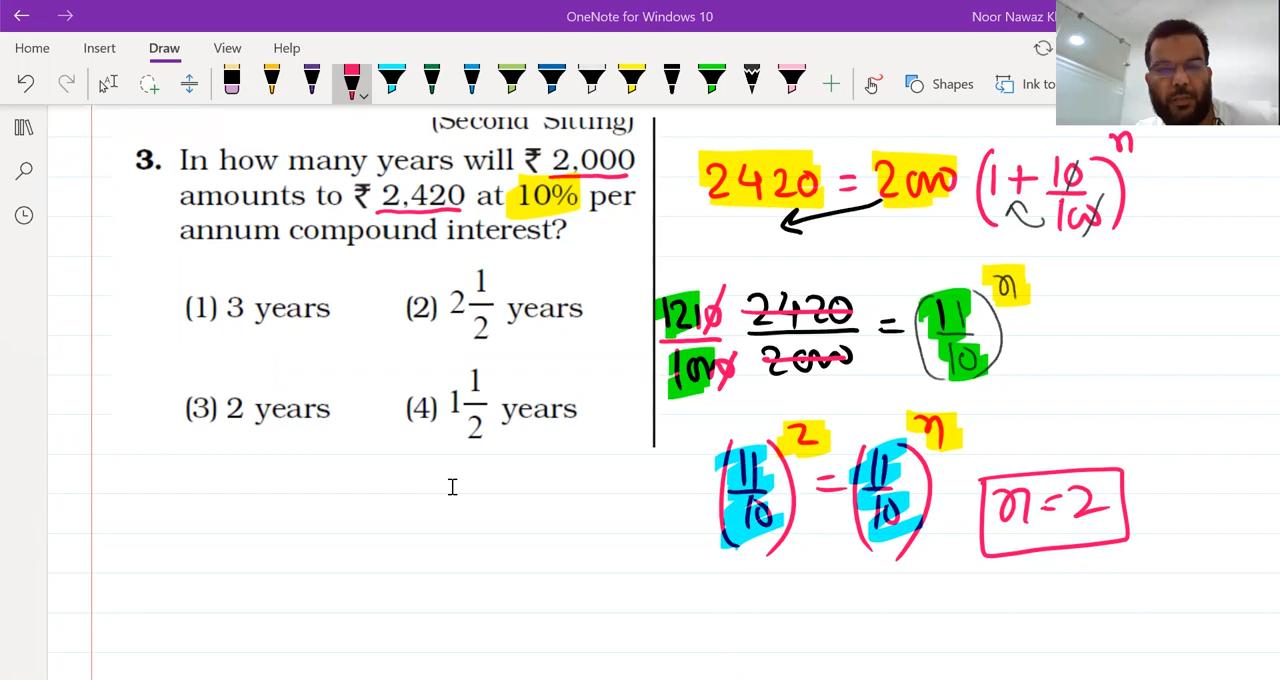 OneNote for Windows 10
Noor Nawaz Kh
Home Insert Draw View Help
Shapes
Ink to
(Second Sitting)
3. In how many years will ₹ 2,000
amounts to ₹ 2,420 at 10% per
annum compound interest?
(1) 3 years (2) 2 1/2 years
(3) 2 years (4) 1 1/2 years
2420 = 2000 (1 + 10/100)^n
1210/1000 2420/2000 = (11/10)^n
(11/10)^2 = (11/10)^n
n = 2